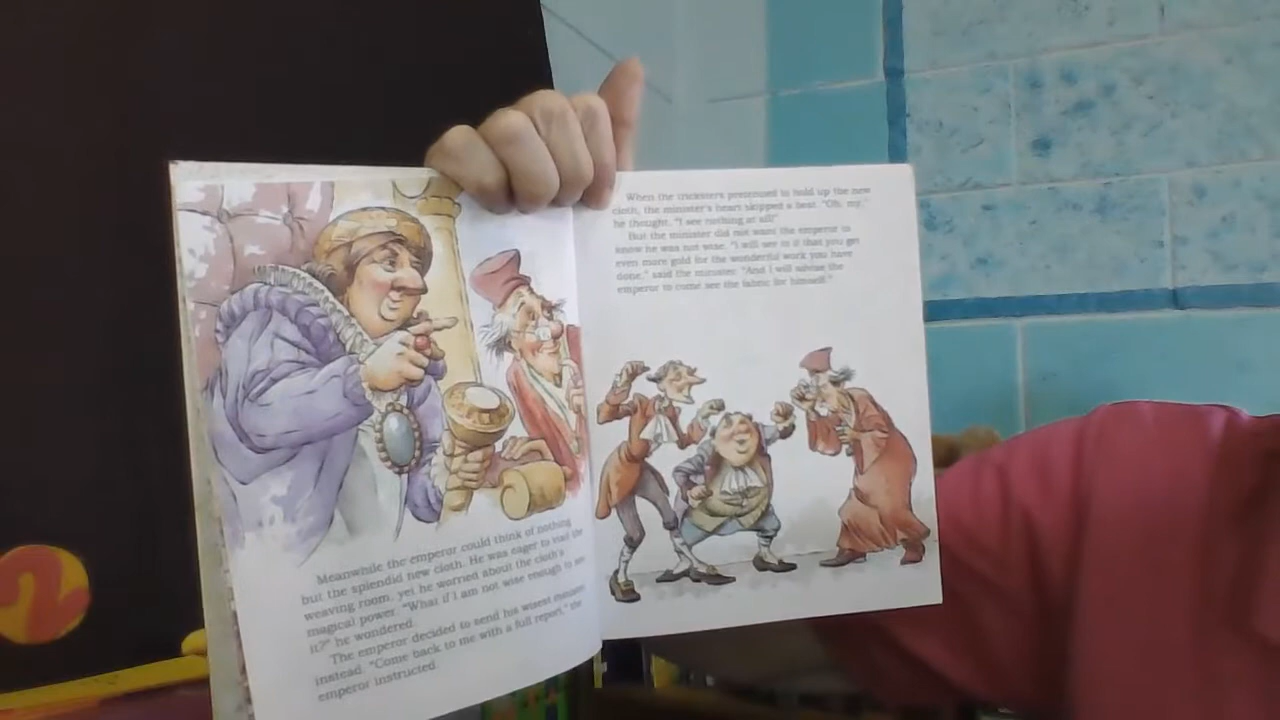 Meanwhile the emperor could think of nothing
but the splendid new cloth. He was eager to visit the
weaving room, yet he worried about the cloth's
magical power. "What if I am not wise enough to see
it?" he wondered.
The emperor decided to send his wisest minister
instead. "Come back to me with a full report," the
emperor instructed.
When the tricksters pretended to hold up the new
cloth, the minister's heart skipped a beat. "Oh, my,"
he thought. "I see nothing at all!"
But the minister did not want the emperor to
know he was not wise. "I will see to it that you get
even more gold for the wonderful work you have
done," said the minister. "And I will advise the
emperor to come see the fabric for himself."
2